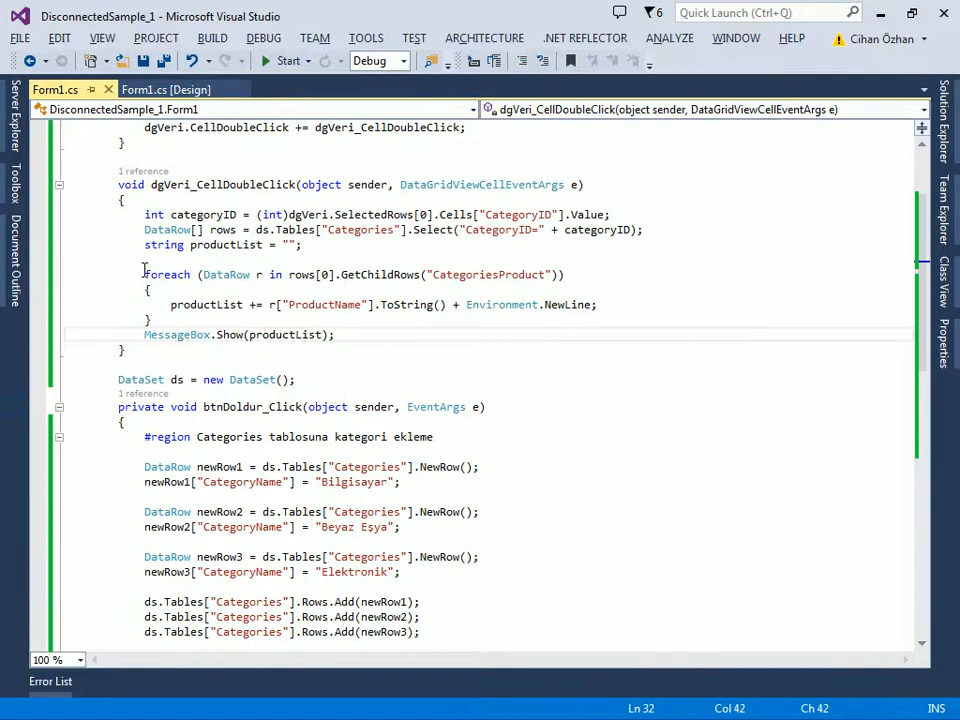 DisconnectedSample_1 - Microsoft Visual Studio
6
Quick Launch (Ctrl+Q)
FILE EDIT VIEW PROJECT BUILD DEBUG TEAM TOOLS TEST ARCHITECTURE .NET REFLECTOR ANALYZE WINDOW HELP Cihan Özhan
Start Debug
Form1.cs Form1.cs [Design]
DisconnectedSample_1.Form1 dgVeri_CellDoubleClick(object sender, DataGridViewCellEventArgs e)
Server Explorer
Toolbox
Document Outline
Solution Explorer
Team Explorer
Class View
Properties
dgVeri.CellDoubleClick += dgVeri_CellDoubleClick;
}
1 reference
void dgVeri_CellDoubleClick(object sender, DataGridViewCellEventArgs e)
{
int categoryID = (int)dgVeri.SelectedRows[0].Cells["CategoryID"].Value;
DataRow[] rows = ds.Tables["Categories"].Select("CategoryID=" + categoryID);
string productList = "";
foreach (DataRow r in rows[0].GetChildRows("CategoriesProduct"))
{
productList += r["ProductName"].ToString() + Environment.NewLine;
}
MessageBox.Show(productList);
}
DataSet ds = new DataSet();
1 reference
private void btnDoldur_Click(object sender, EventArgs e)
{
#region Categories tablosuna kategori ekleme
DataRow newRow1 = ds.Tables["Categories"].NewRow();
newRow1["CategoryName"] = "Bilgisayar";
DataRow newRow2 = ds.Tables["Categories"].NewRow();
newRow2["CategoryName"] = "Beyaz Eşya";
DataRow newRow3 = ds.Tables["Categories"].NewRow();
newRow3["CategoryName"] = "Elektronik";
ds.Tables["Categories"].Rows.Add(newRow1);
ds.Tables["Categories"].Rows.Add(newRow2);
ds.Tables["Categories"].Rows.Add(newRow3);
100 %
Error List
Ln 32 Col 42 Ch 42 INS